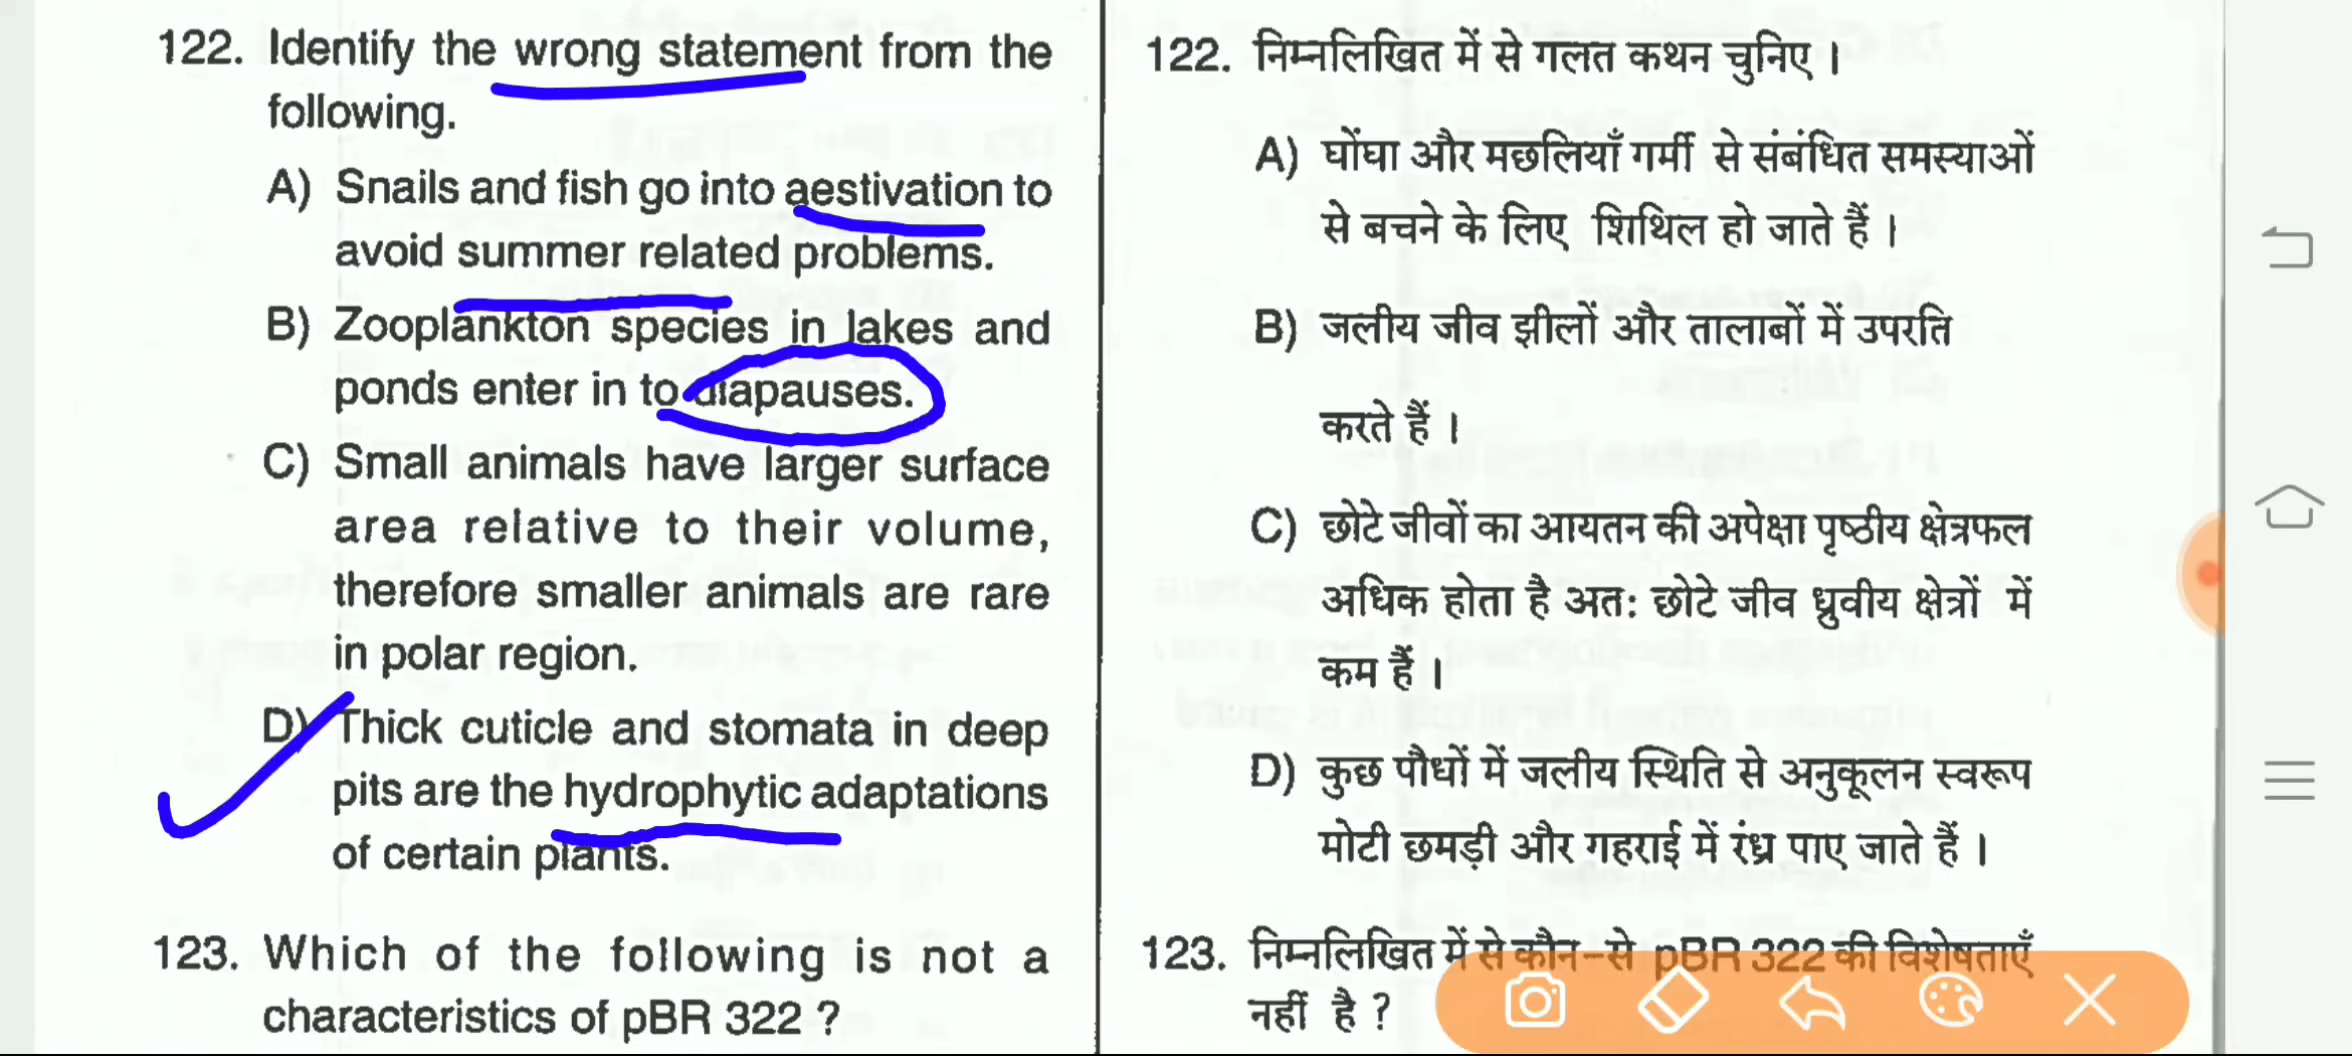 122. Identify the wrong statement from the
following.
A) Snails and fish go into aestivation to
avoid summer related problems.
B) Zooplankton species in lakes and
ponds enter in to diapauses.
C) Small animals have larger surface
area relative to their volume,
therefore smaller animals are rare
in polar region.
D) Thick cuticle and stomata in deep
pits are the hydrophytic adaptations
of certain plants.
123. Which of the following is not a
characteristics of pBR 322 ?
122. निम्नलिखित में से गलत कथन चुनिए ।
A) घोंघा और मछलियाँ गर्मी से संबंधित समस्याओं
से बचने के लिए शिथिल हो जाते हैं ।
B) जलीय जीव झीलों और तालाबों में उपरति
करते हैं ।
C) छोटे जीवों का आयतन की अपेक्षा पृष्ठीय क्षेत्रफल
अधिक होता है अत: छोटे जीव ध्रुवीय क्षेत्रों में
कम हैं ।
D) कुछ पौधों में जलीय स्थिति से अनुकूलन स्वरूप
मोटी छमड़ी और गहराई में रंध्र पाए जाते हैं ।
123. निम्नलिखित में से कौन-से pBR 322 की विशेषताएँ
नहीं है ?